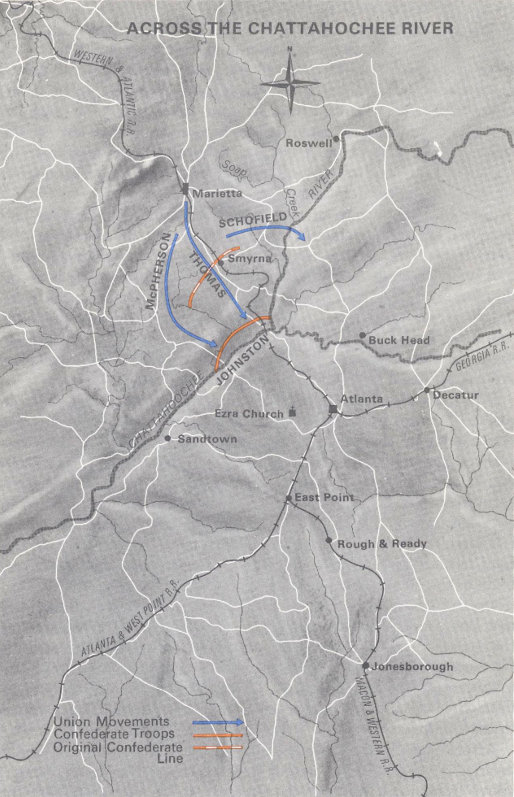 ACROSS THE CHATTAHOCHEE RIVER
N
WESTERN & ATLANTIC R.R.
Roswell
Soap Creek
RIVER
Marietta
SCHOFIELD
McPHERSON
THOMAS
Smyrna
JOHNSTON
CHATTAHOOCHEE
Buck Head
GEORGIA R.R.
Atlanta
Decatur
Ezra Church
Sandtown
East Point
Rough & Ready
ATLANTA & WEST POINT R.R.
Jonesborough
MACON & WESTERN R.R.
Union Movements
Confederate Troops
Original Confederate
Line